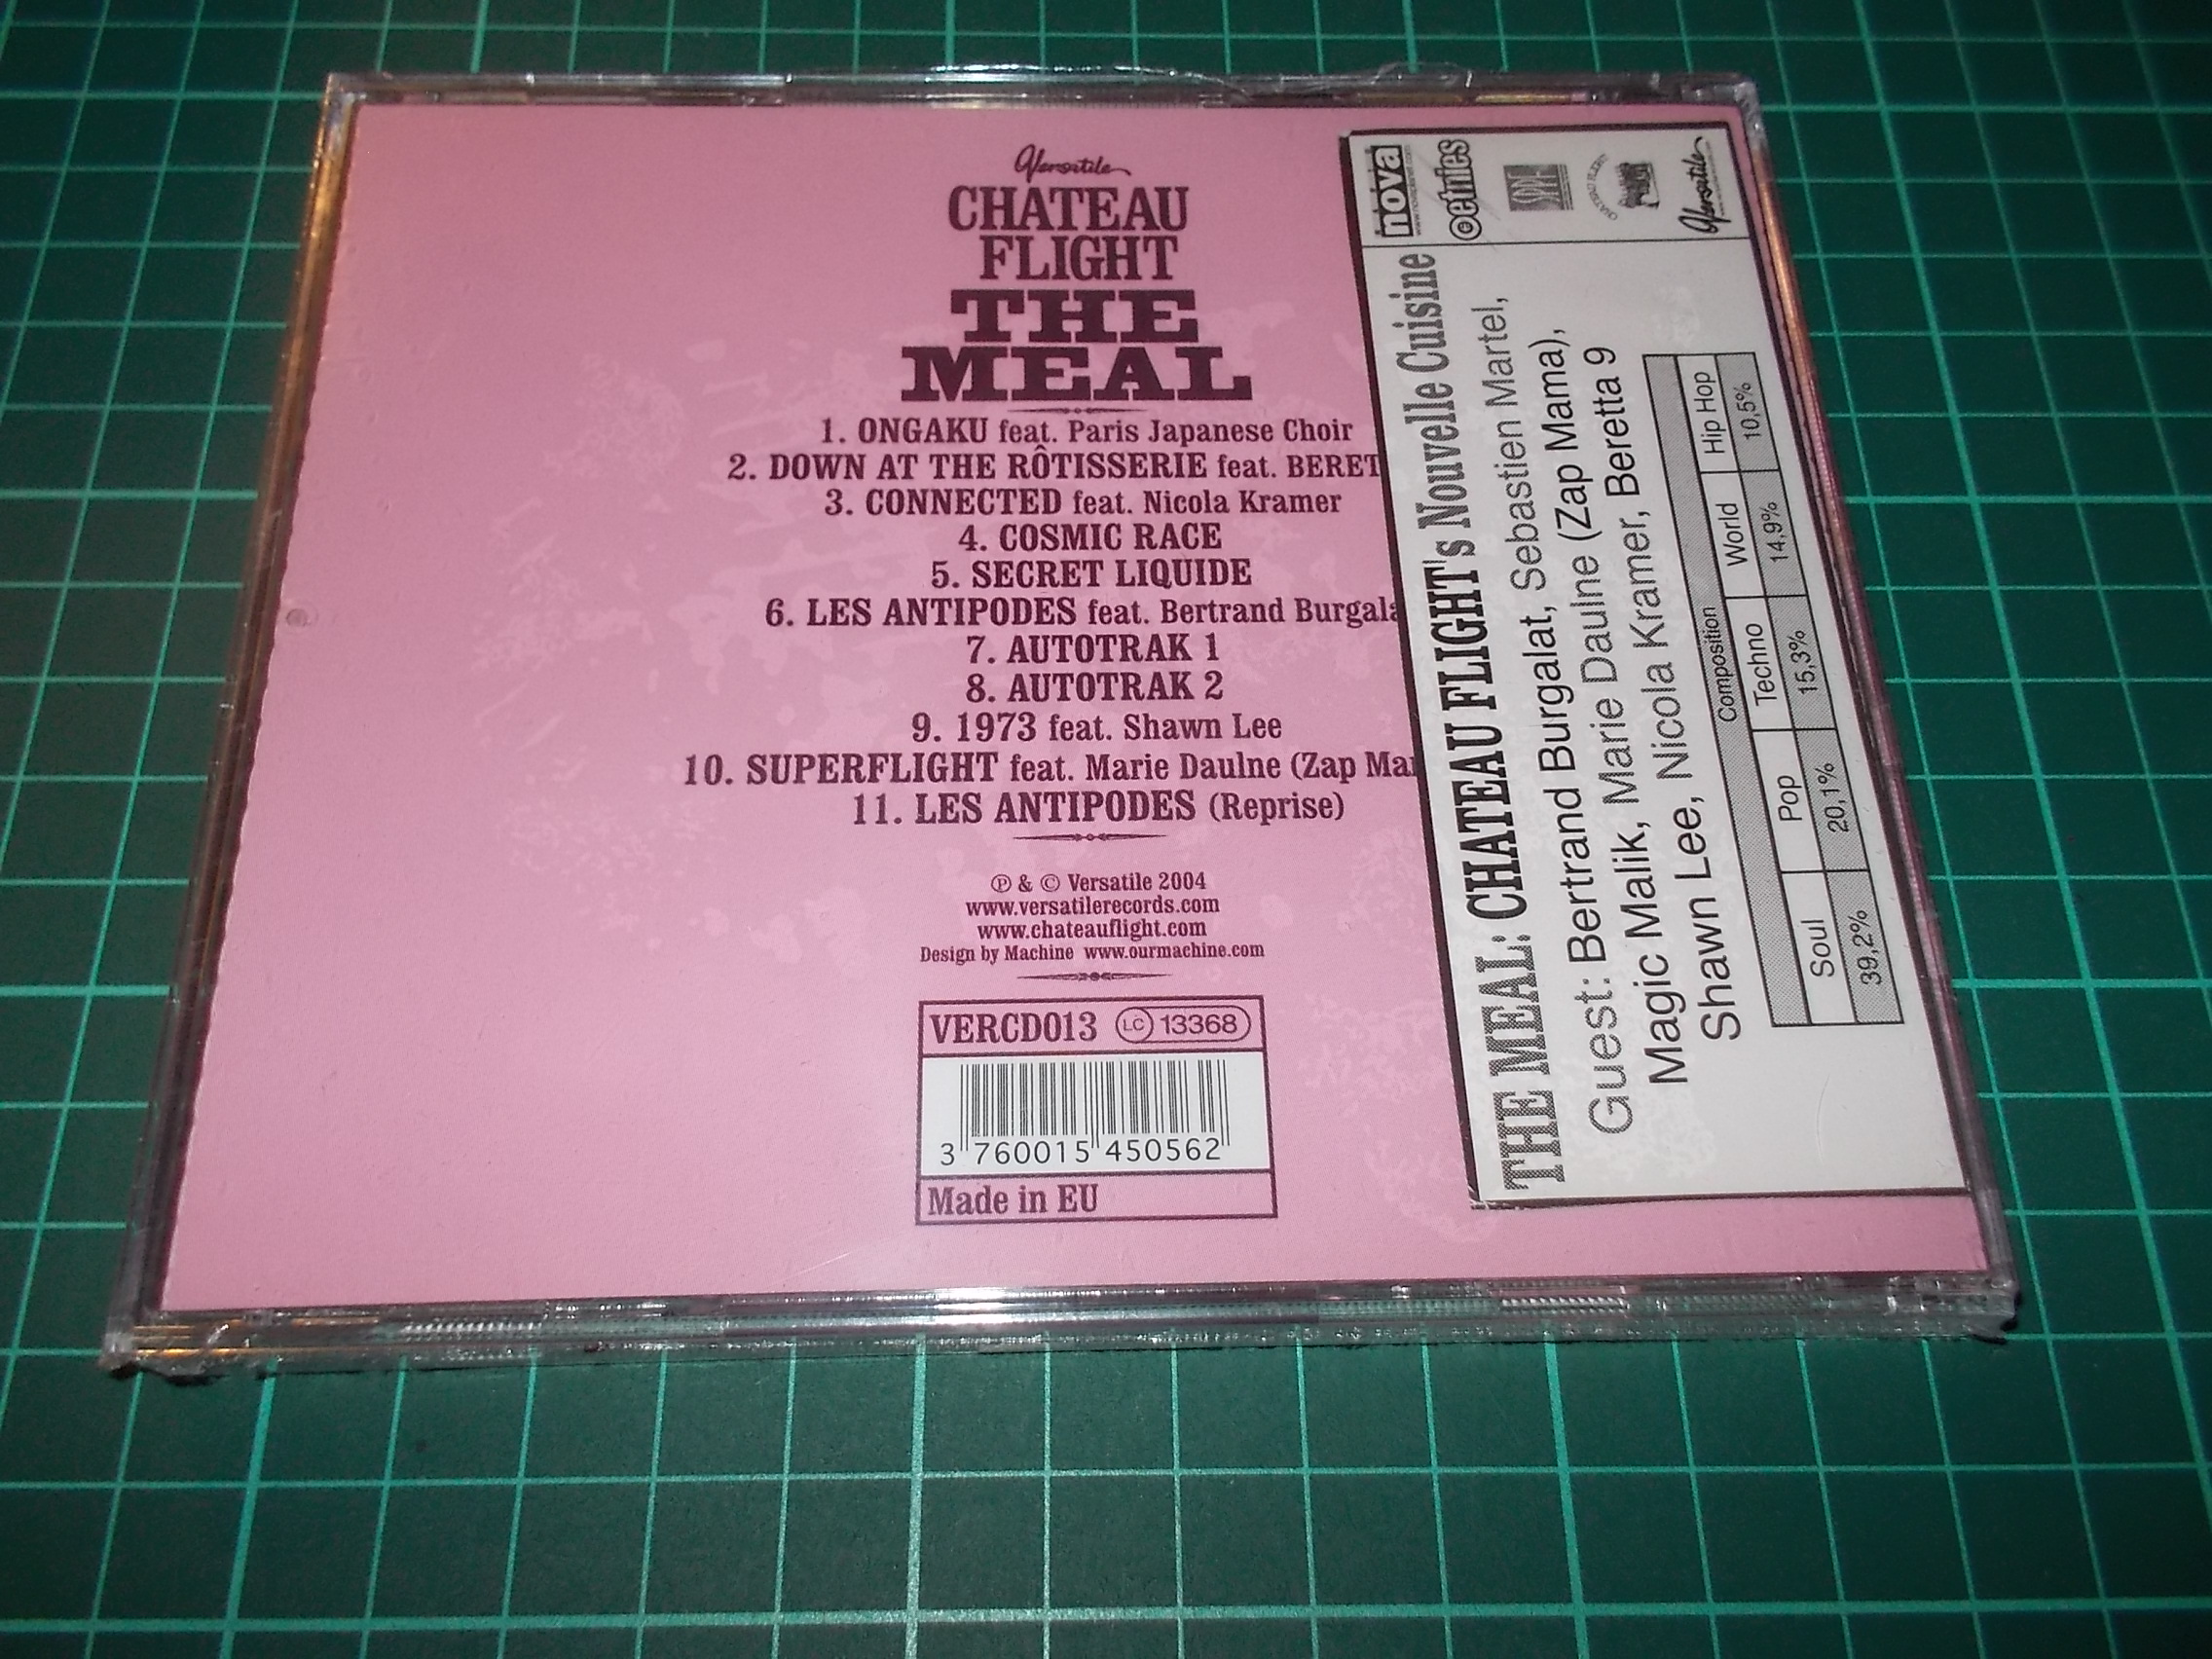 Versatile
CHÂTEAU
FLIGHT
THE
MEAL
1. ONGAKU feat. Paris Japanese Choir
2. DOWN AT THE RÔTISSERIE feat. BERET
3. CONNECTED feat. Nicola Kramer
4. COSMIC RACE
5. SECRET LIQUIDE
6. LES ANTIPODES feat. Bertrand Burgala
7. AUTOTRAK 1
8. AUTOTRAK 2
9. 1973 feat. Shawn Lee
10. SUPERFLIGHT feat. Marie Daulne (Zap Ma
11. LES ANTIPODES (Reprise)
℗ & © Versatile 2004
www.versatilerecords.com
www.chateauflight.com
Design by Machine www.ourmachine.com
VERCD013 LC 13368
3 760015 450562
Made in EU
THE MEAL: CHATEAU FLIGHT's Nouvelle Cuisine
Guest: Bertrand Burgalat, Sebastien Martel,
Magic Malik, Marie Daulne (Zap Mama),
Shawn Lee, Nicola Kramer, Beretta 9
Composition
Soul Pop Techno World Hip Hop
39,2% 20,1% 15,3% 14,9% 10,5%
nova
etnies
SPPF
CHATEAU FLIGHT
Versatile